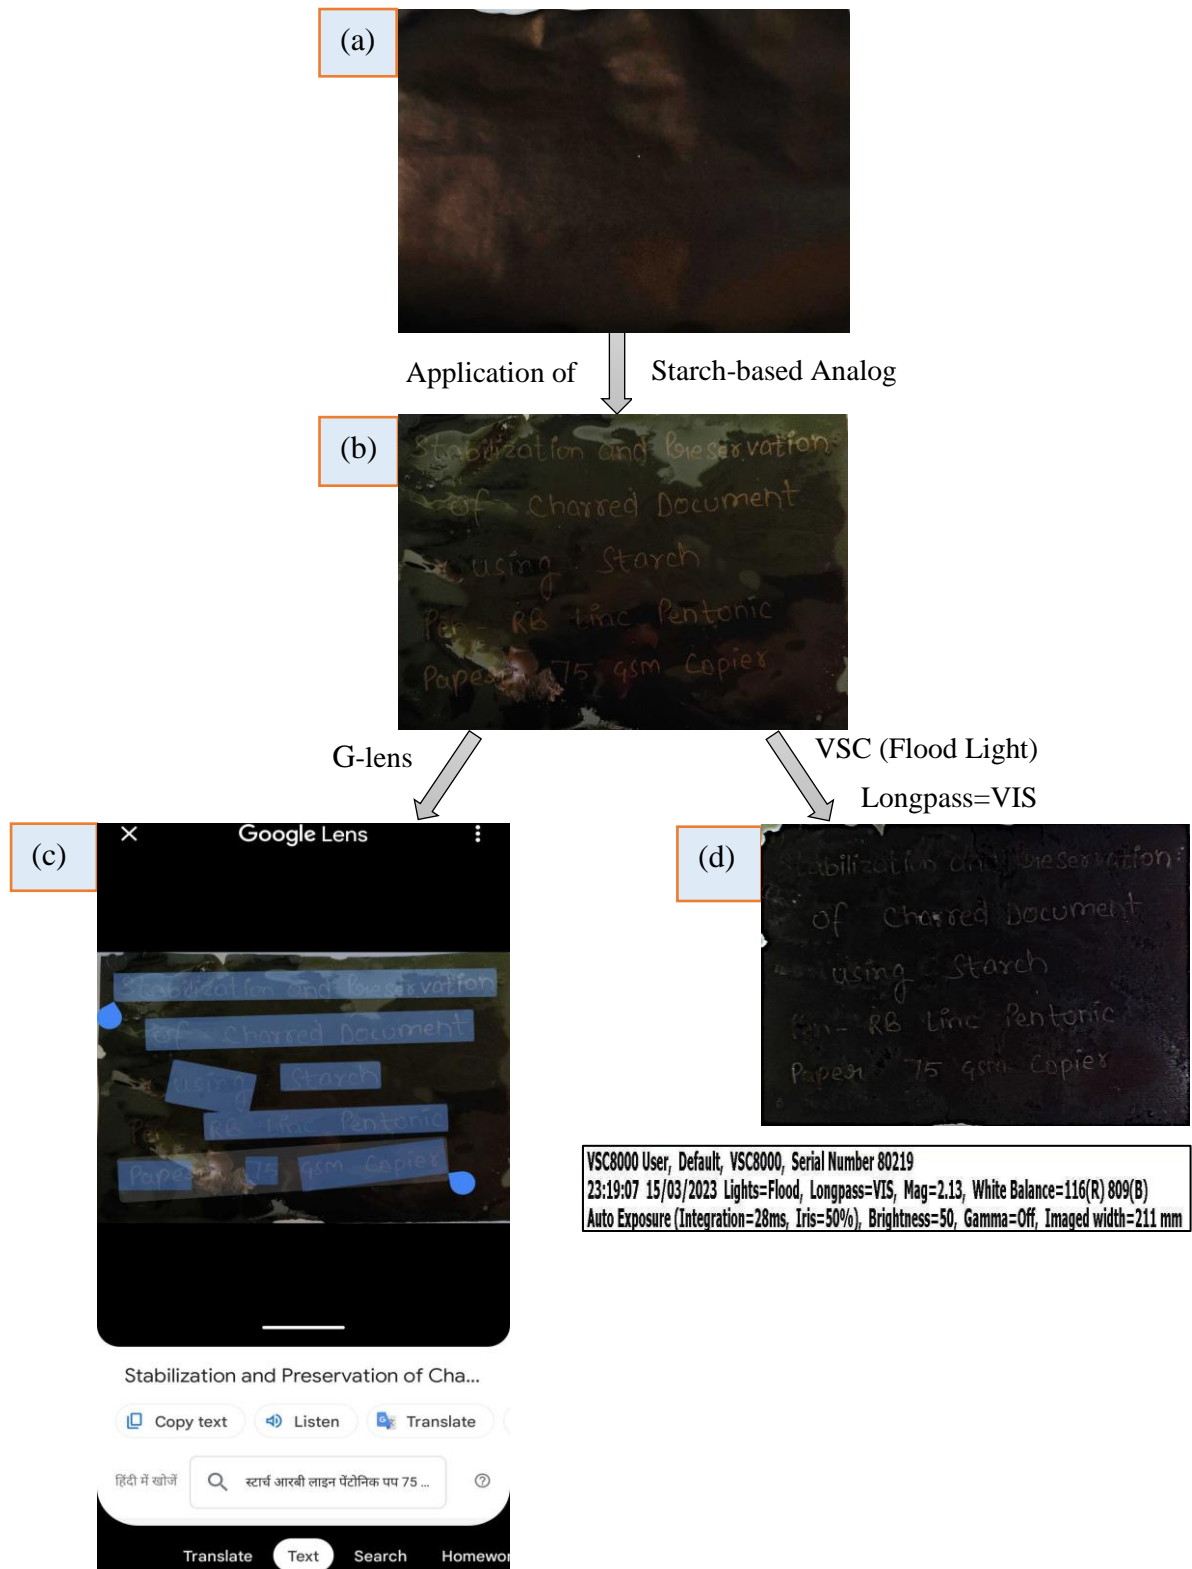 (a)
Application of Starch-based Analog
(b)
Stabilization and Preservation
of Charred Document
using Starch
Pen - RB Linc Pentonic
Paper 75 gsm Copier
G-lens
VSC (Flood Light)
Longpass=VIS
(c)
Google Lens
Stabilization and Preservation
of Charred Document
using Starch
Pen RB Linc Pentonic
Paper 75 gsm Copier
Stabilization and Preservation of Cha...
Copy text Listen Translate
हिंदी में खोजें स्टार्च आरबी लाइन पेंटोनिक पप 75 ...
Translate Text Search Homewor
(d)
Stabilization and Preservation:
of Charred Document
using Starch
Pen - RB Linc Pentonic
Paper 75 gsm Copier
VSC8000 User, Default, VSC8000, Serial Number 80219
23:19:07 15/03/2023 Lights=Flood, Longpass=VIS, Mag=2.13, White Balance=116(R) 809(B)
Auto Exposure (Integration=28ms, Iris=50%), Brightness=50, Gamma=Off, Imaged width=211 mm